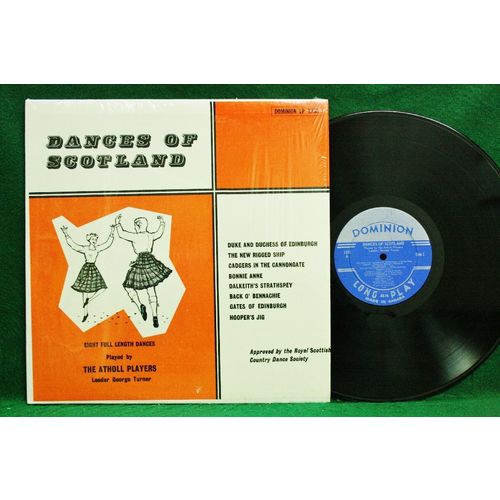 DOMINION LP
DANCES OF
SCOTLAND
DUKE AND DUCHESS OF EDINBURGH
THE NEW RIGGED SHIP
CADGERS IN THE CANNONGATE
BONNIE ANNE
DALKEITH'S STRATHSPEY
BACK O' BENNACHIE
GATES OF EDINBURGH
HOOPER'S JIG
EIGHT FULL LENGTH DANCES
Played by
THE ATHOLL PLAYERS
Leader George Turner
Approved by the Royal Scottish
Country Dance Society
DOMINION
DANCES OF SCOTLAND
LONG PLAY